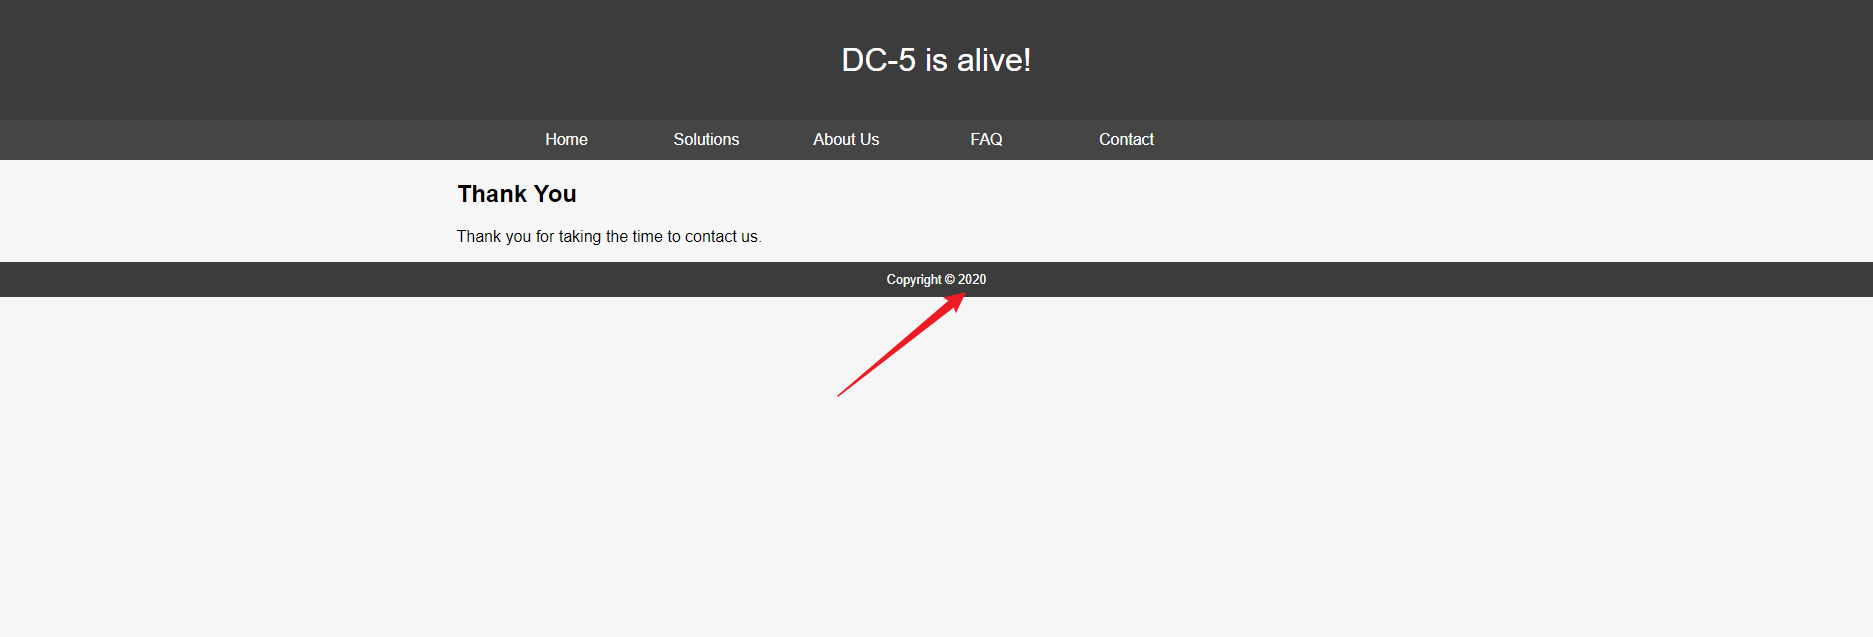 DC-5 is alive!
Home Solutions About Us FAQ Contact
Thank You
Thank you for taking the time to contact us.
Copyright © 2020